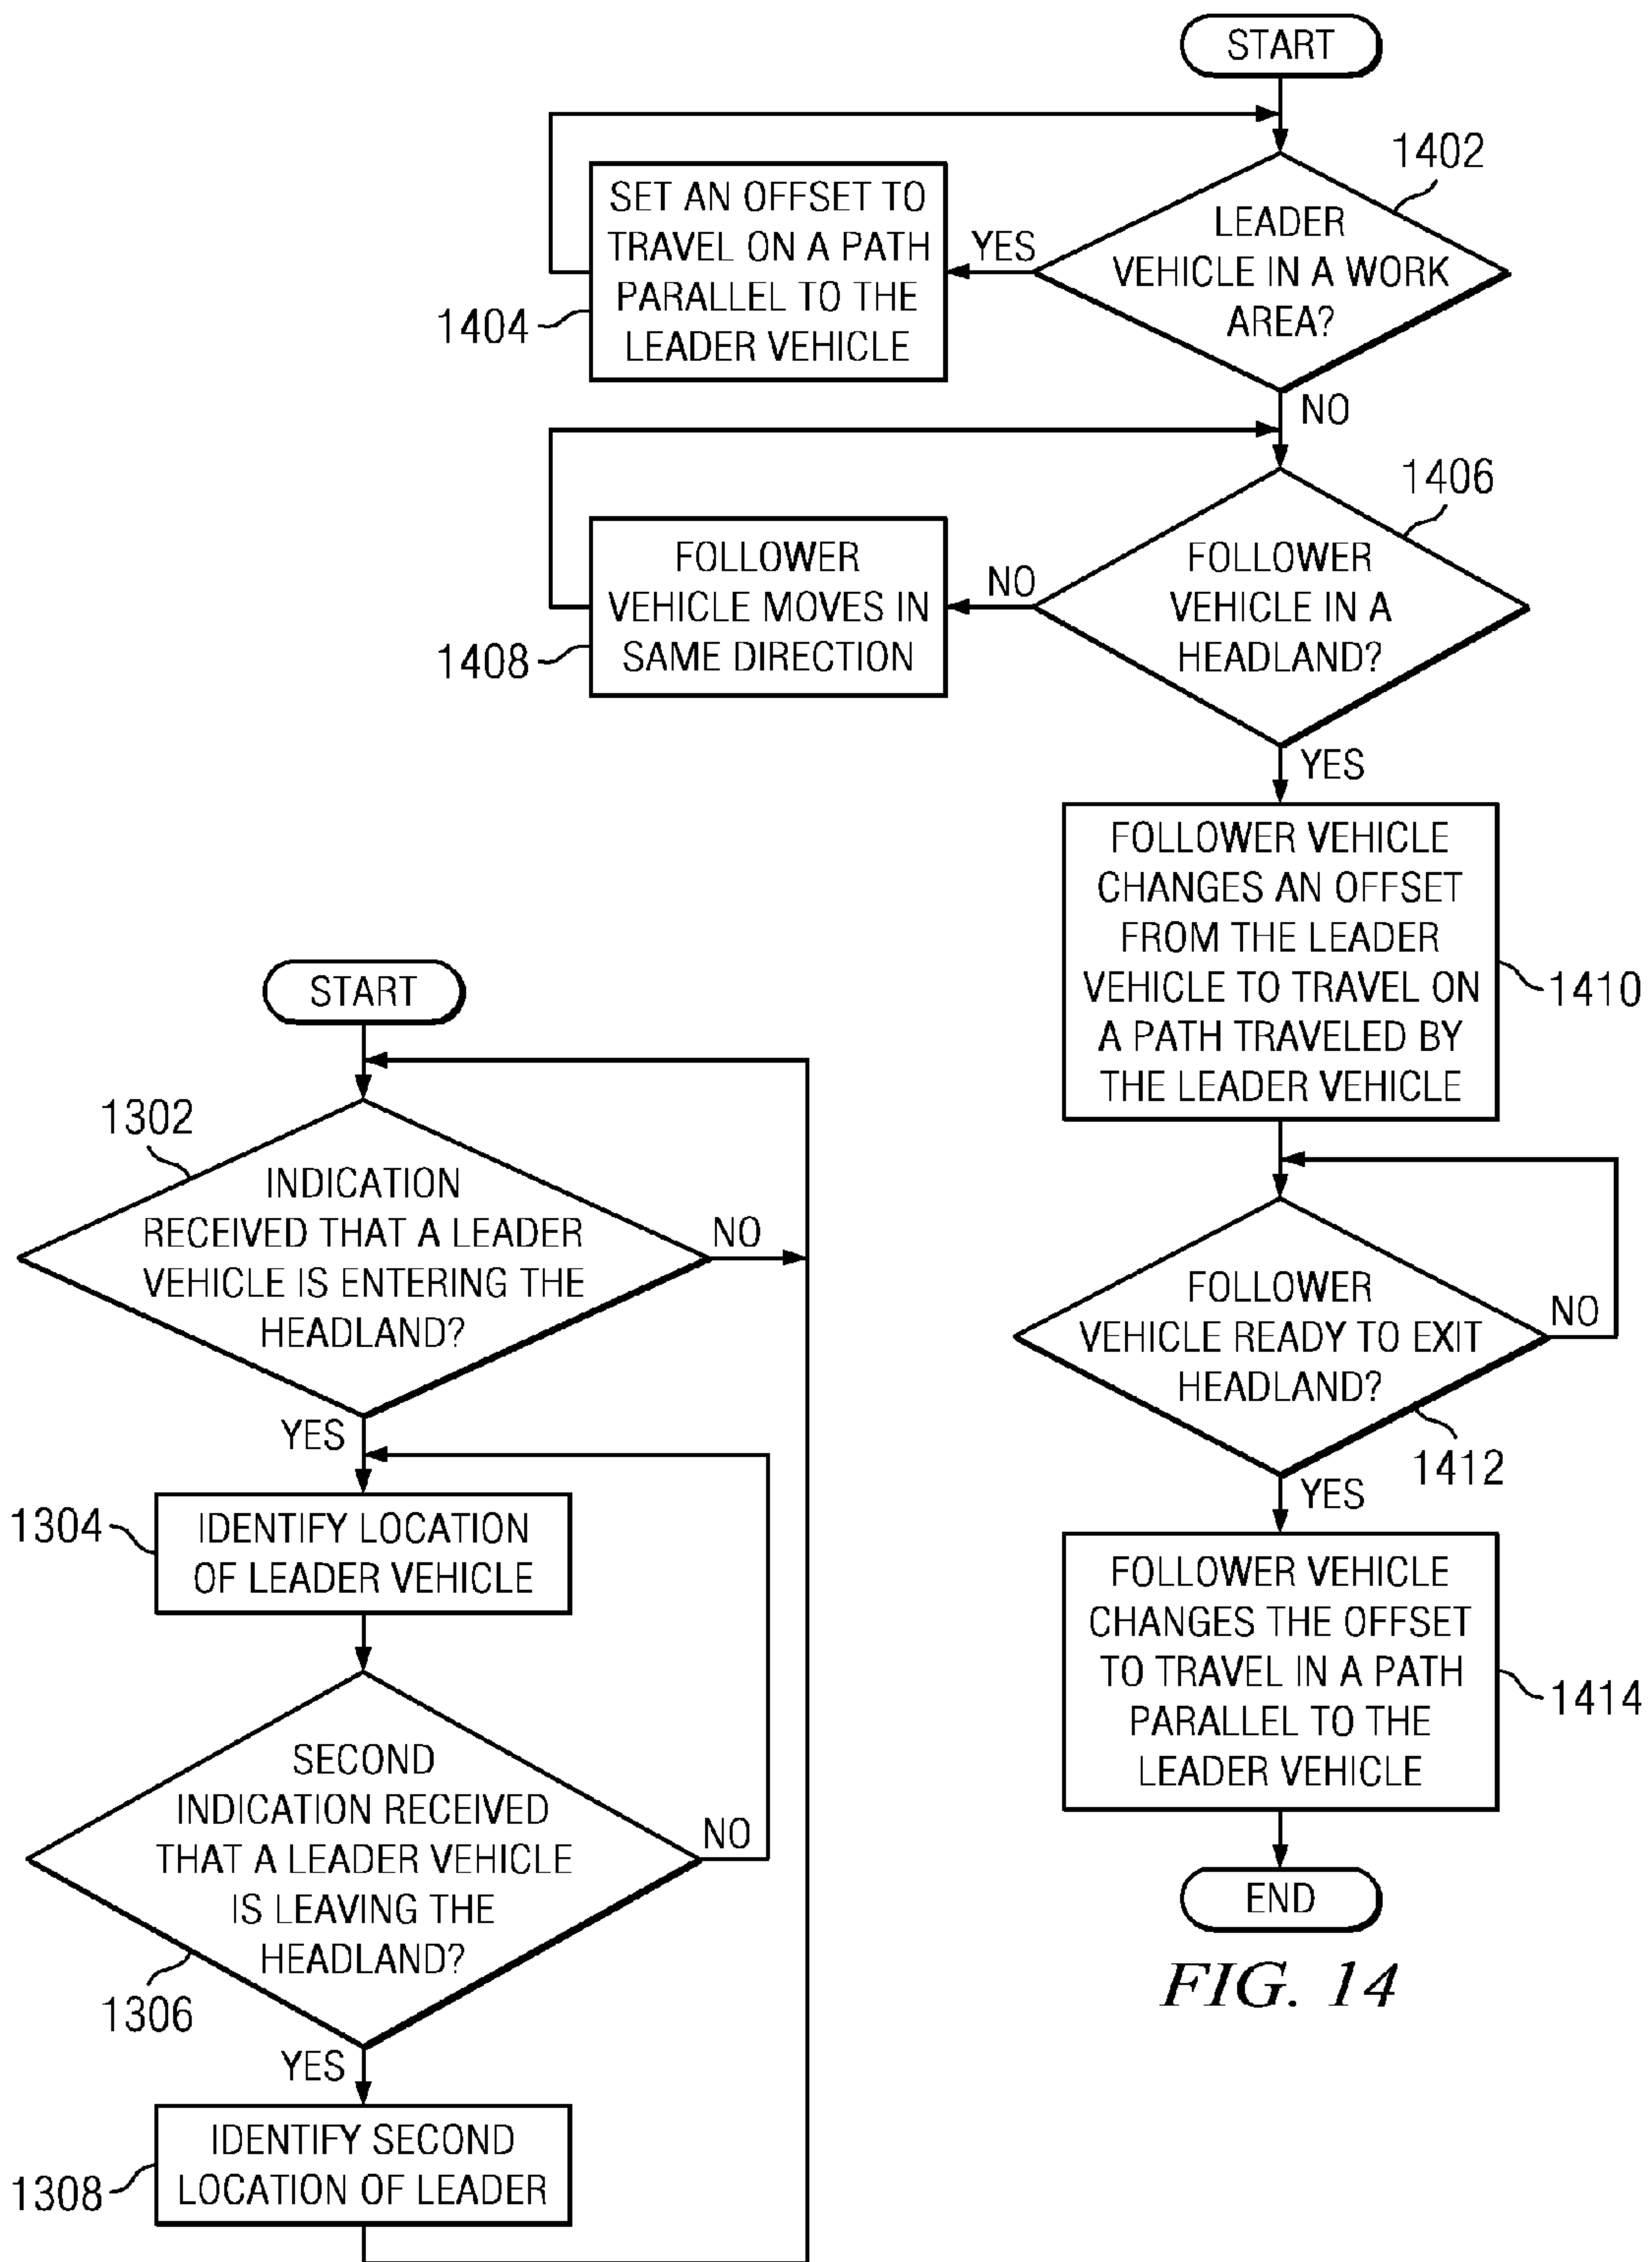 START
1402
LEADER
VEHICLE IN A WORK
AREA?
YES
SET AN OFFSET TO
TRAVEL ON A PATH
PARALLEL TO THE
LEADER VEHICLE
1404
NO
1406
FOLLOWER
VEHICLE IN A
HEADLAND?
NO
FOLLOWER
VEHICLE MOVES IN
SAME DIRECTION
1408
YES
FOLLOWER VEHICLE
CHANGES AN OFFSET
FROM THE LEADER
VEHICLE TO TRAVEL ON
A PATH TRAVELED BY
THE LEADER VEHICLE
1410
FOLLOWER
VEHICLE READY TO EXIT
HEADLAND?
NO
1412
YES
FOLLOWER VEHICLE
CHANGES THE OFFSET
TO TRAVEL IN A PATH
PARALLEL TO THE
LEADER VEHICLE
1414
END
FIG. 14
START
1302
INDICATION
RECEIVED THAT A LEADER
VEHICLE IS ENTERING THE
HEADLAND?
NO
YES
1304
IDENTIFY LOCATION
OF LEADER VEHICLE
SECOND
INDICATION RECEIVED
THAT A LEADER VEHICLE
IS LEAVING THE
HEADLAND?
NO
1306
YES
IDENTIFY SECOND
LOCATION OF LEADER
1308